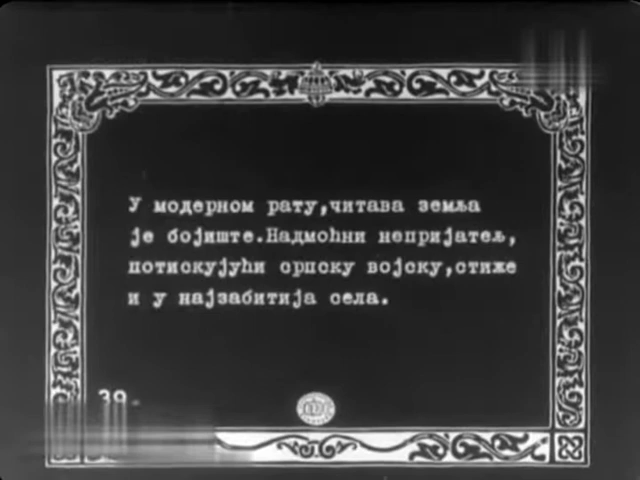 У модерном рату,читава земља
је бојиште.Надмоћни непријатељ,
потискујући српску војску,стиже
и у најзабитија села.
39.